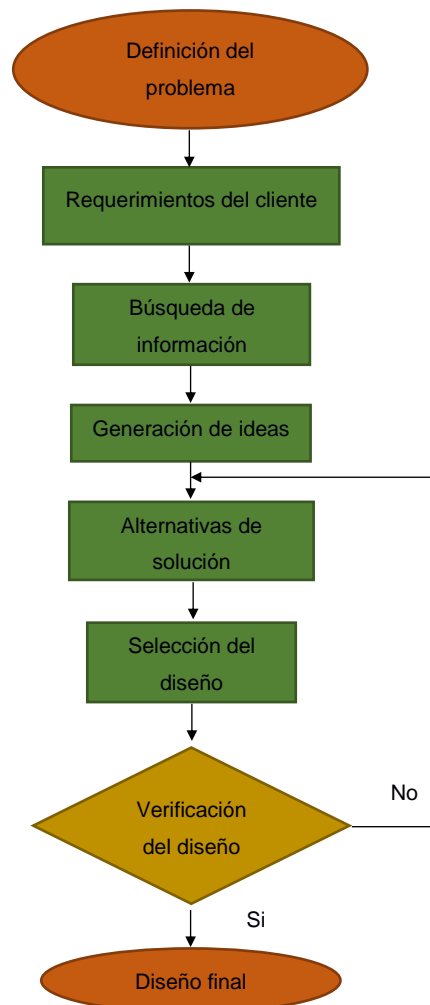 Definición del
problema
Requerimientos del cliente
Búsqueda de
información
Generación de ideas
Alternativas de
solución
Selección del
diseño
Verificación
del diseño
No
Si
Diseño final